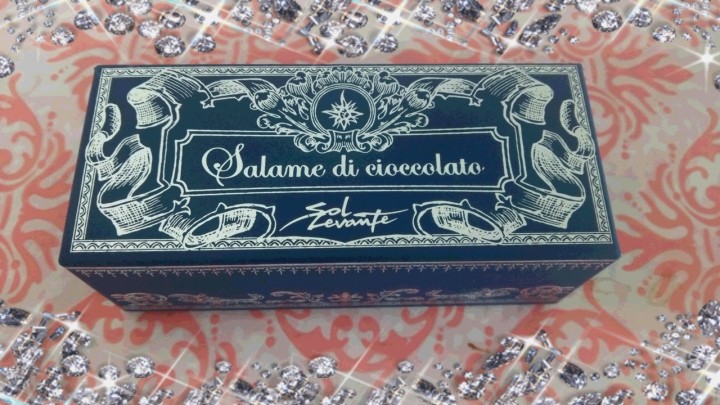 Salame di cioccolato
Sol
Levante